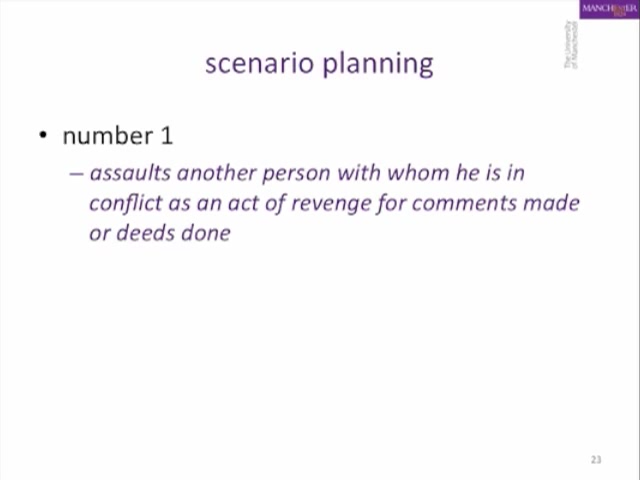 MANCHESTER
1824
The University
of Manchester
scenario planning
• number 1
– assaults another person with whom he is in
conflict as an act of revenge for comments made
or deeds done
23